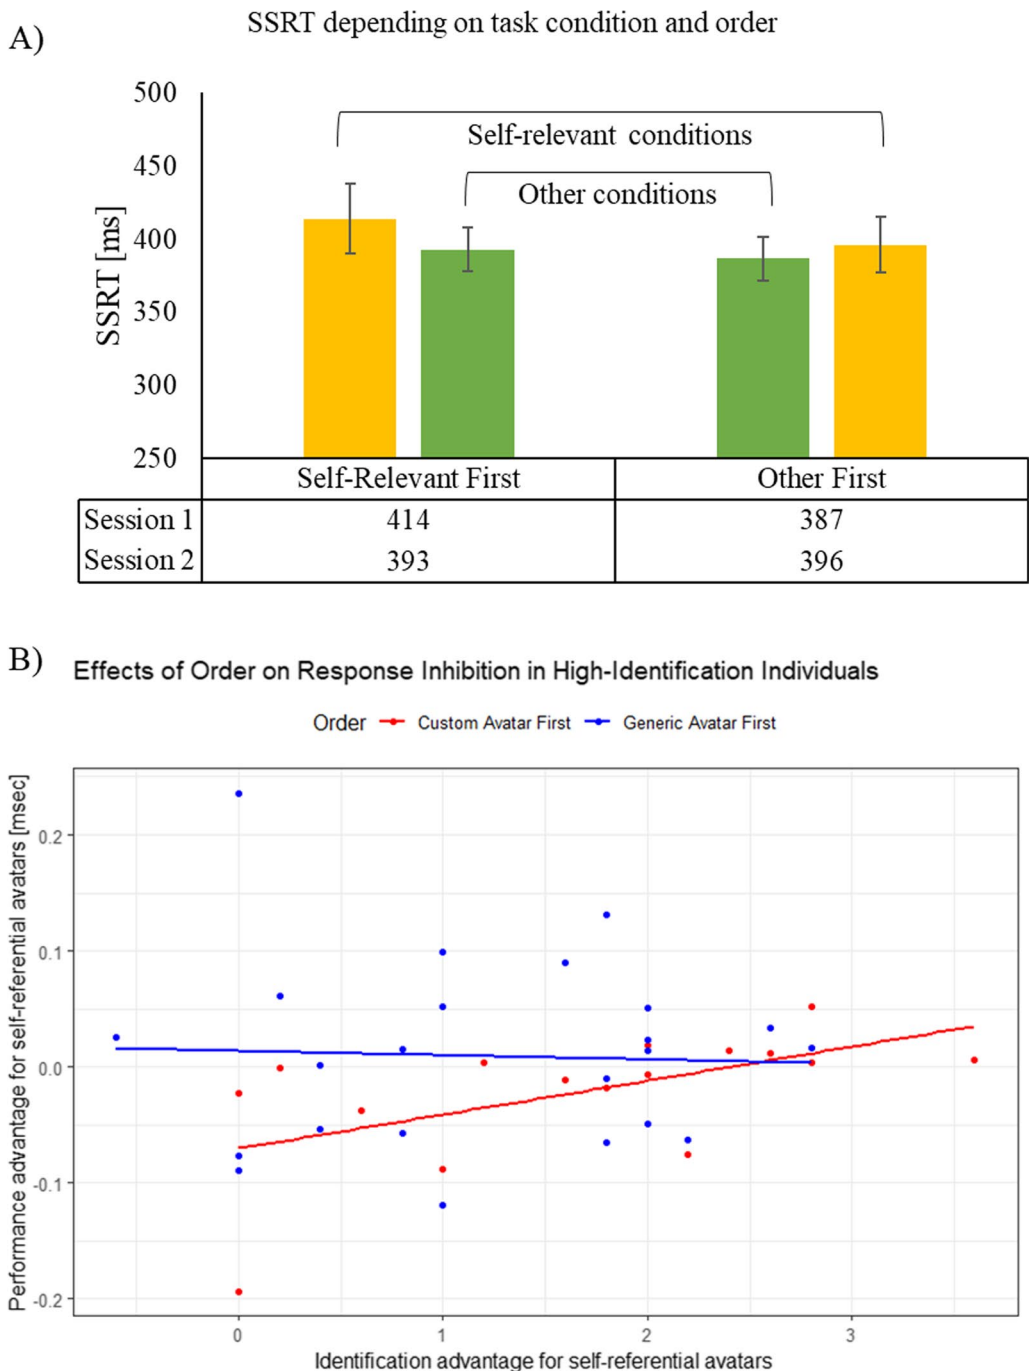 A)
SSRT depending on task condition and order
SSRT [ms]
500
450
400
350
300
250
Self-relevant conditions
Other conditions
Self-Relevant First Other First
Session 1 414 387
Session 2 393 396
B)
Effects of Order on Response Inhibition in High-Identification Individuals
Order Custom Avatar First Generic Avatar First
Performance advantage for self-referential avatars [msec]
0.2
0.1
0.0
-0.1
-0.2
0 1 2 3
Identification advantage for self-referential avatars